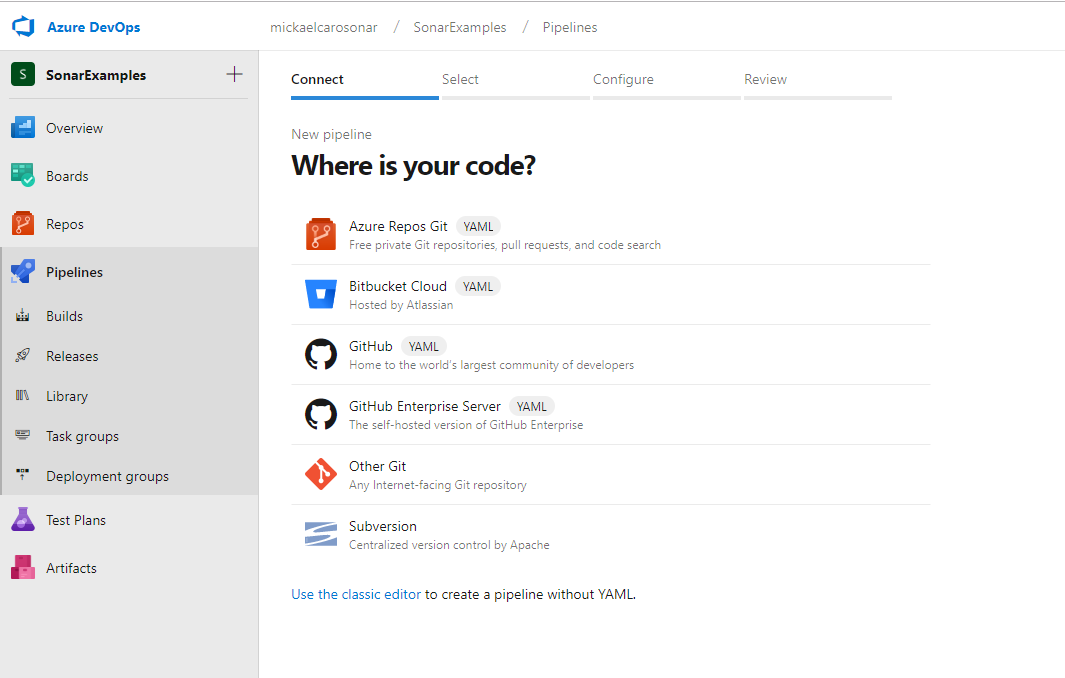 Azure DevOps
mickaelcarosonar / SonarExamples / Pipelines
S SonarExamples +
Overview
Boards
Repos
Pipelines
Builds
Releases
Library
Task groups
Deployment groups
Test Plans
Artifacts
Connect Select Configure Review
New pipeline
Where is your code?
Azure Repos Git YAML
Free private Git repositories, pull requests, and code search
Bitbucket Cloud YAML
Hosted by Atlassian
GitHub YAML
Home to the world's largest community of developers
GitHub Enterprise Server YAML
The self-hosted version of GitHub Enterprise
Other Git
Any Internet-facing Git repository
Subversion
Centralized version control by Apache
Use the classic editor to create a pipeline without YAML.